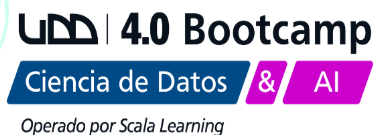 UDD | 4.0 Bootcamp
Ciencia de Datos & AI
Operado por Scala Learning